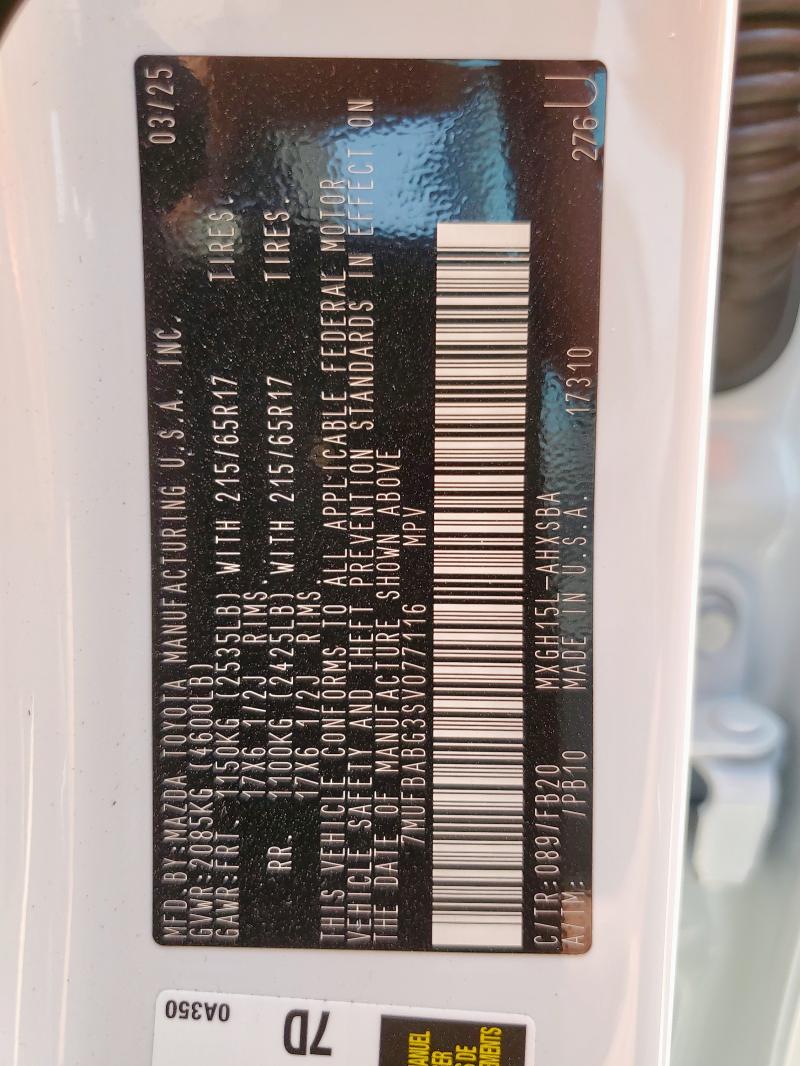 MFD.BY:MAZDA TOYOTA MANUFACTURING U.S.A. INC. 03/25
GVWR:2085KG (4600LB)
GAWR:FRT. 1150KG (2535LB) WITH 215/65R17 TIRES.
17X6 1/2J RIMS.
RR. 1100KG (2425LB) WITH 215/65R17 TIRES.
17X6 1/2J RIMS.
THIS VEHICLE CONFORMS TO ALL APPLICABLE FEDERAL MOTOR
VEHICLE SAFETY AND THEFT PREVENTION STANDARDS IN EFFECT ON
THE DATE OF MANUFACTURE SHOWN ABOVE
7MUFBABG3SV077116 MPV
C/TR:089/FB20 MXGH15L-AHXSBA
A/TM: /PB10 MADE IN U.S.A. 17310 276U
0A350
7D
MANUEL
DE